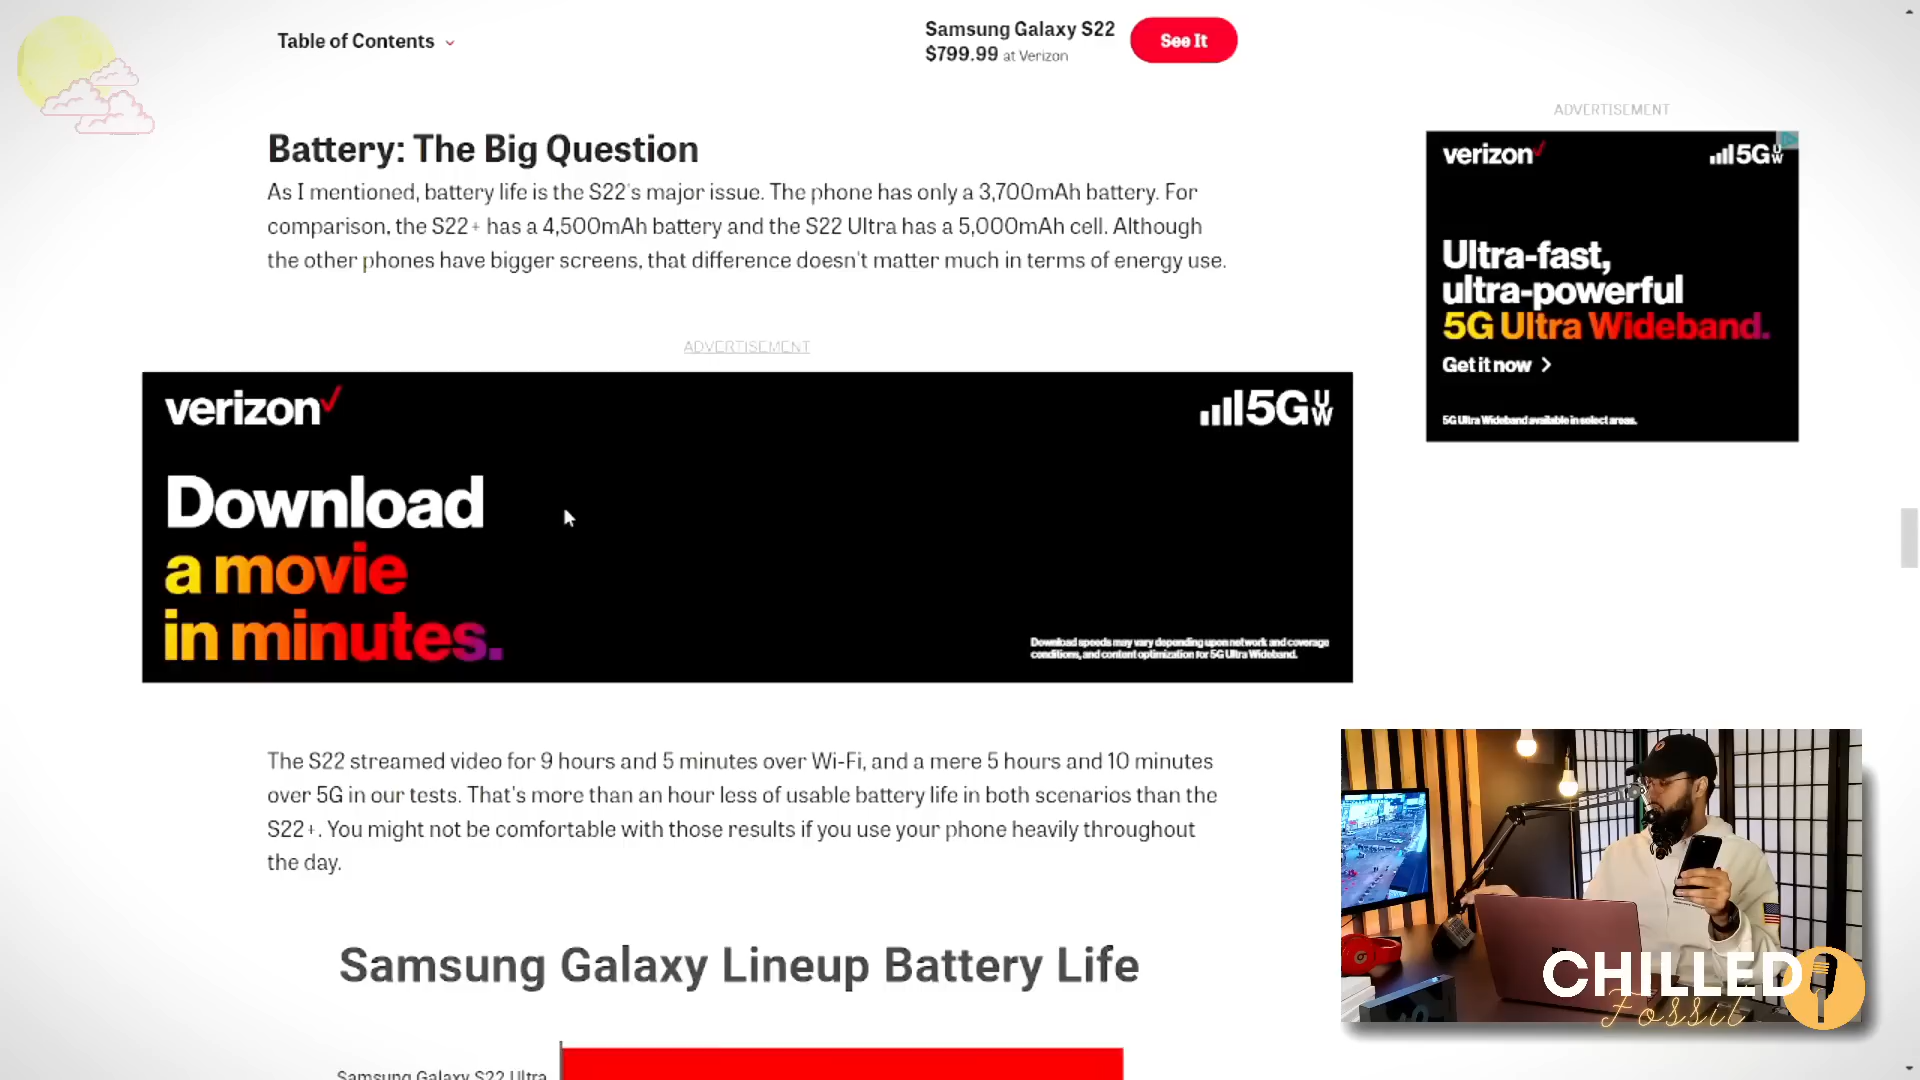 Table of Contents
Samsung Galaxy S22
$799.99 at Verizon
See It
ADVERTISEMENT
Battery: The Big Question
As I mentioned, battery life is the S22's major issue. The phone has only a 3,700mAh battery. For
comparison, the S22+ has a 4,500mAh battery and the S22 Ultra has a 5,000mAh cell. Although
the other phones have bigger screens, that difference doesn't matter much in terms of energy use.
verizon
5G UW
Ultra-fast,
ultra-powerful
5G Ultra Wideband.
Get it now
5G Ultra Wideband available in select areas.
ADVERTISEMENT
verizon
5G UW
Download
a movie
in minutes.
Download speeds may vary depending upon network and coverage
conditions, and content optimization for 5G Ultra Wideband.
The S22 streamed video for 9 hours and 5 minutes over Wi-Fi, and a mere 5 hours and 10 minutes
over 5G in our tests. That's more than an hour less of usable battery life in both scenarios than the
S22+. You might not be comfortable with those results if you use your phone heavily throughout
the day.
Samsung Galaxy Lineup Battery Life
Samsung Galaxy S22 Ultra
CHILLED
Fossil